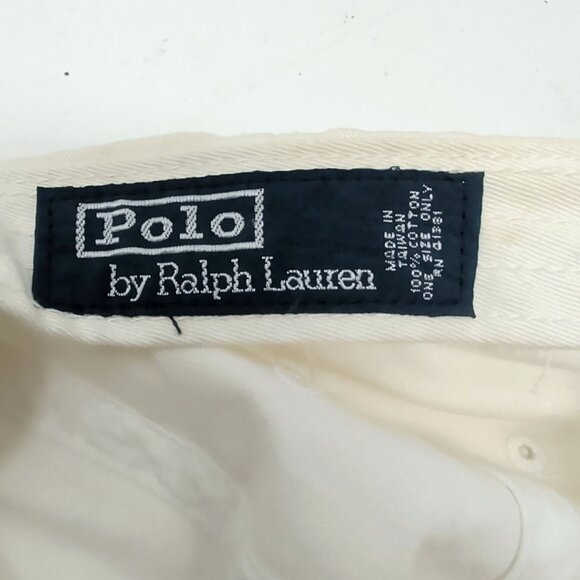 Polo
by Ralph Lauren
MADE IN
TAIWAN
100% COTTON
ONE SIZE ONLY
RN 41381